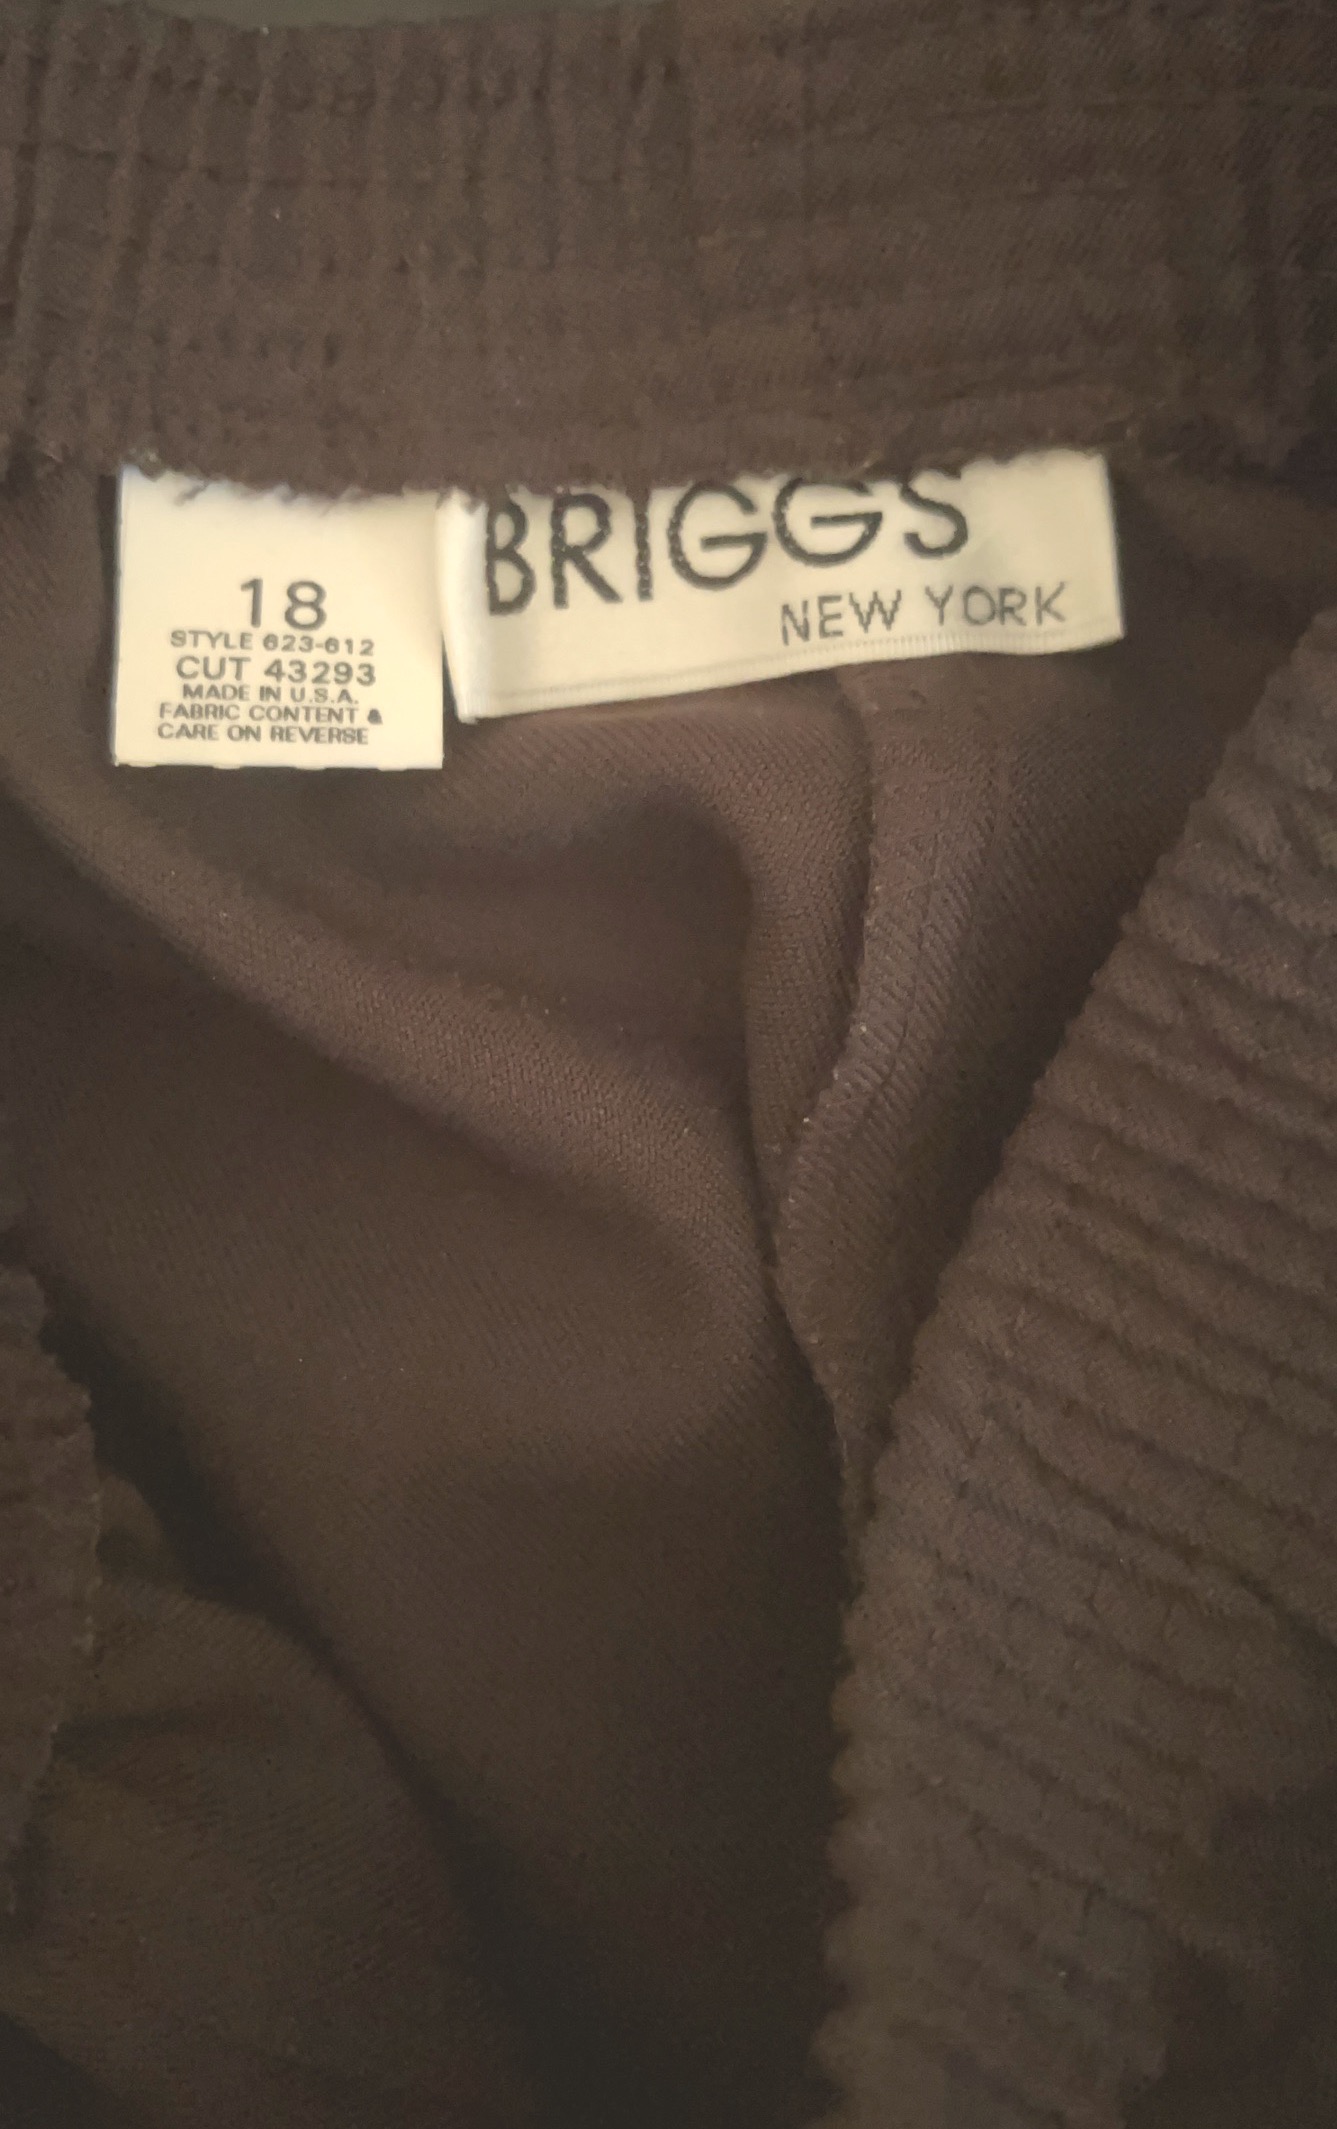 18
STYLE 623-612
CUT 43293
MADE IN U.S.A.
FABRIC CONTENT &
CARE ON REVERSE
BRIGGS
NEW YORK